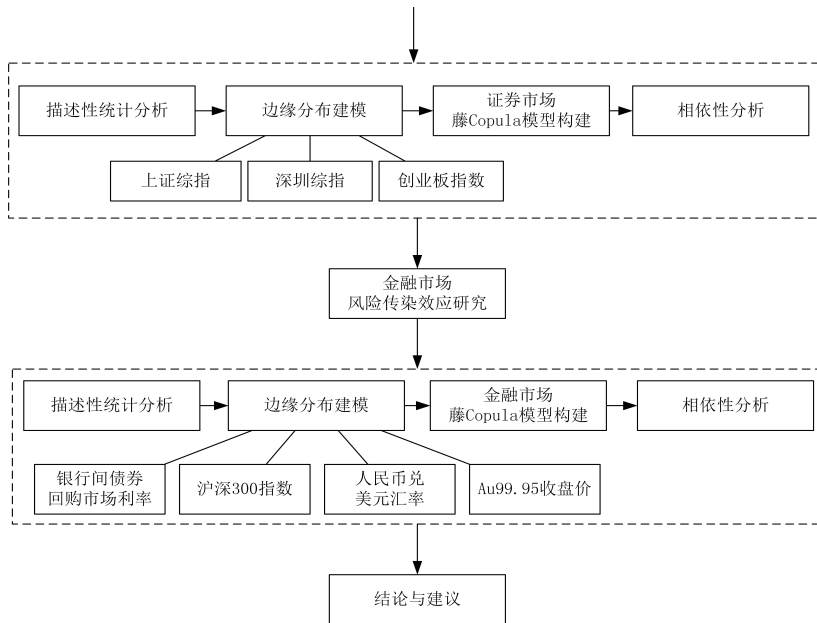 描述性统计分析
边缘分布建模
证券市场
藤Copula模型构建
相依性分析
上证综指
深圳综指
创业板指数
金融市场
风险传染效应研究
描述性统计分析
边缘分布建模
金融市场
藤Copula模型构建
相依性分析
银行间债券
回购市场利率
沪深300指数
人民币兑
美元汇率
Au99.95收盘价
结论与建议